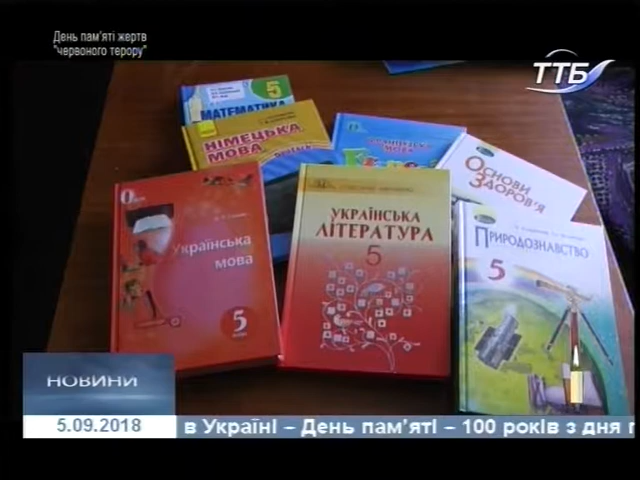 День пам'яті жертв
"червоного терору"
ТТБ
5
МАТЕМАТИКА
НІМЕЦЬКА
МОВА
МОВА
ОСНОВИ
ЗДОРОВ'Я
Українська
мова
5
УКРАЇНСЬКА
ЛІТЕРАТУРА
5
ПРИРОДОЗНАВСТВО
5
НОВИНИ
5.09.2018
в Україні – День пам'яті – 100 років з дня п